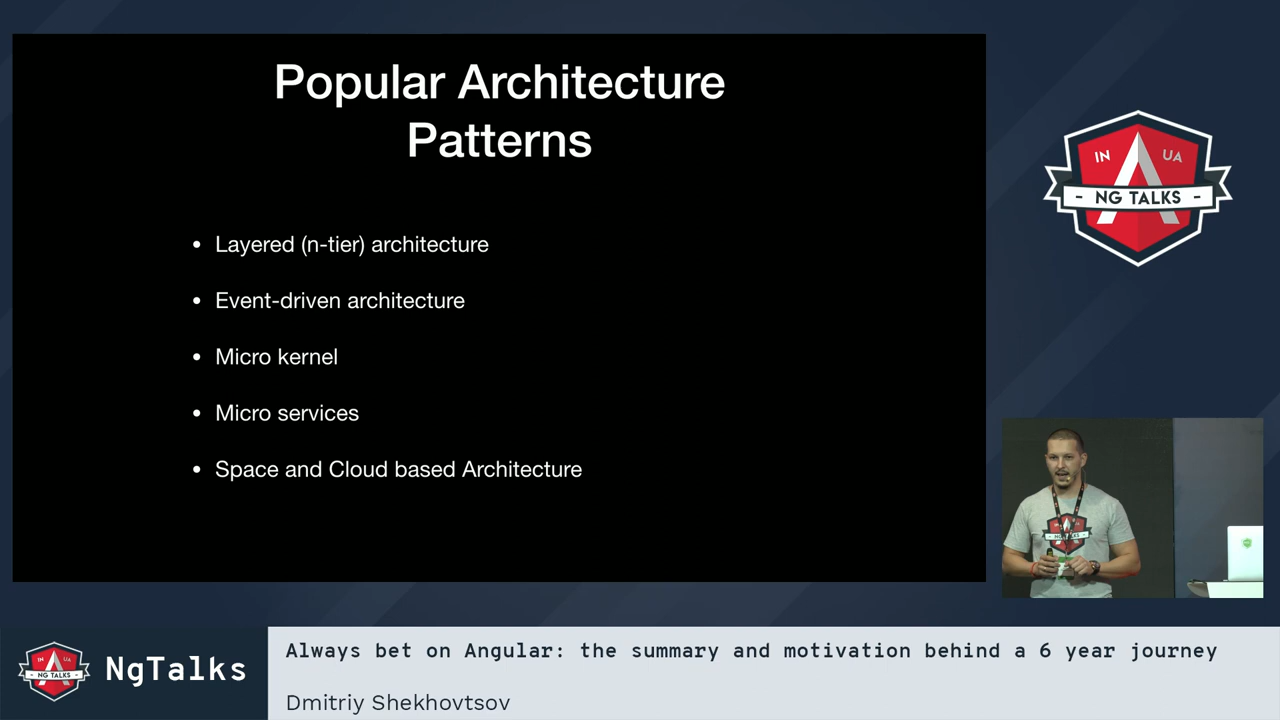 Popular Architecture
Patterns
• Layered (n-tier) architecture
• Event-driven architecture
• Micro kernel
• Micro services
• Space and Cloud based Architecture
IN UA
- NG TALKS -
NG TALKS
IN UA
- NG TALKS -
NgTalks
Always bet on Angular: the summary and motivation behind a 6 year journey
Dmitriy Shekhovtsov